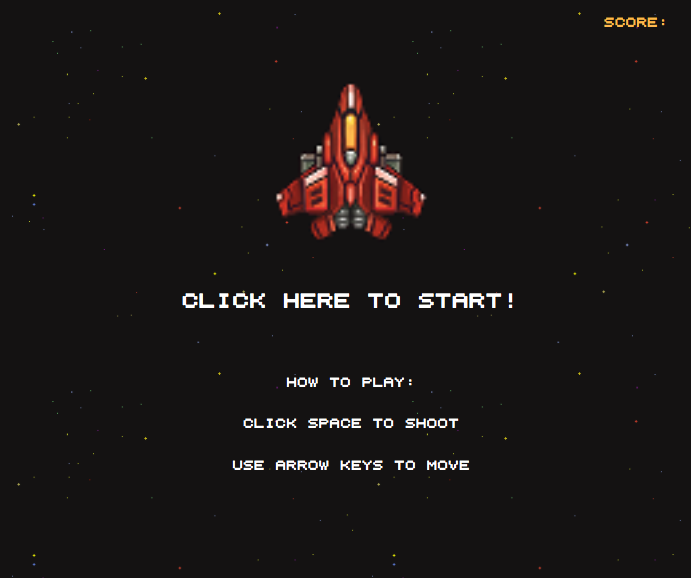 SCORE:
CLICK HERE TO START!
HOW TO PLAY:
CLICK SPACE TO SHOOT
USE ARROW KEYS TO MOVE